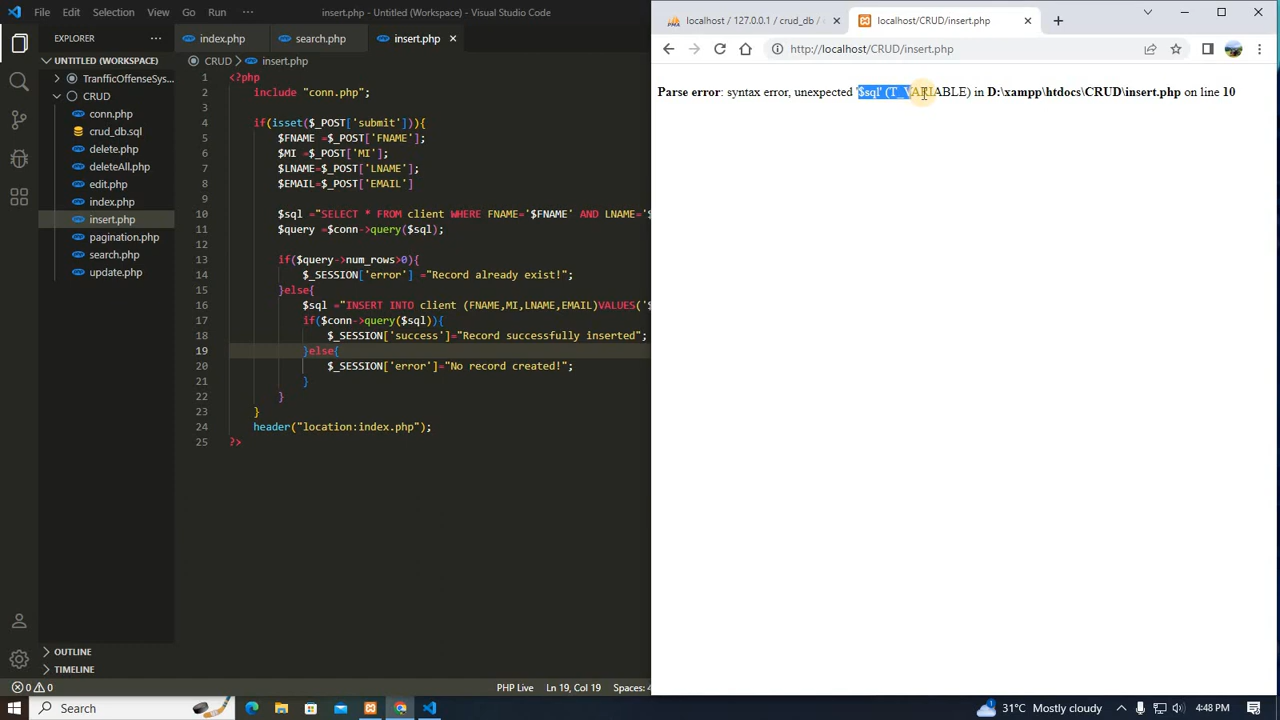 File Edit Selection View Go Run insert.php - Untitled (Workspace) - Visual Studio Code
EXPLORER
UNTITLED (WORKSPACE)
TranfficOffenseSys...
CRUD
conn.php
crud_db.sql
delete.php
deleteAll.php
edit.php
index.php
insert.php
pagination.php
search.php
update.php
OUTLINE
TIMELINE
index.php search.php insert.php
CRUD > insert.php
1 <?php
2 include "conn.php";
3
4 if(isset($_POST['submit'])){
5 $FNAME =$_POST['FNAME'];
6 $MI =$_POST['MI'];
7 $LNAME=$_POST['LNAME'];
8 $EMAIL=$_POST['EMAIL']
9
10 $sql ="SELECT * FROM client WHERE FNAME='$FNAME' AND LNAME='$
11 $query =$conn->query($sql);
12
13 if($query->num_rows>0){
14 $_SESSION['error'] ="Record already exist!";
15 }else{
16 $sql ="INSERT INTO client (FNAME,MI,LNAME,EMAIL)VALUES('$
17 if($conn->query($sql)){
18 $_SESSION['success']="Record successfully inserted";
19 }else{
20 $_SESSION['error']="No record created!";
21 }
22 }
23 }
24 header("location:index.php");
25 ?>
0 0 PHP Live Ln 19, Col 19 Spaces: 4
localhost / 127.0.0.1 / crud_db / localhost/CRUD/insert.php
http://localhost/CRUD/insert.php
Parse error: syntax error, unexpected '$sql' (T_VARIABLE) in D:\xampp\htdocs\CRUD\insert.php on line 10
Search 31°C Mostly cloudy 4:48 PM